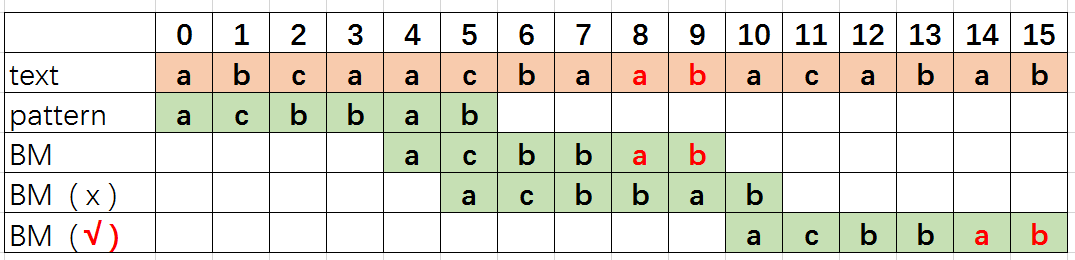 0 1 2 3 4 5 6 7 8 9 10 11 12 13 14 15
text a b c a a c b a a b a c a b a b
pattern a c b b a b
BM a c b b a b
BM (x) a c b b a b
BM (√) a c b b a b